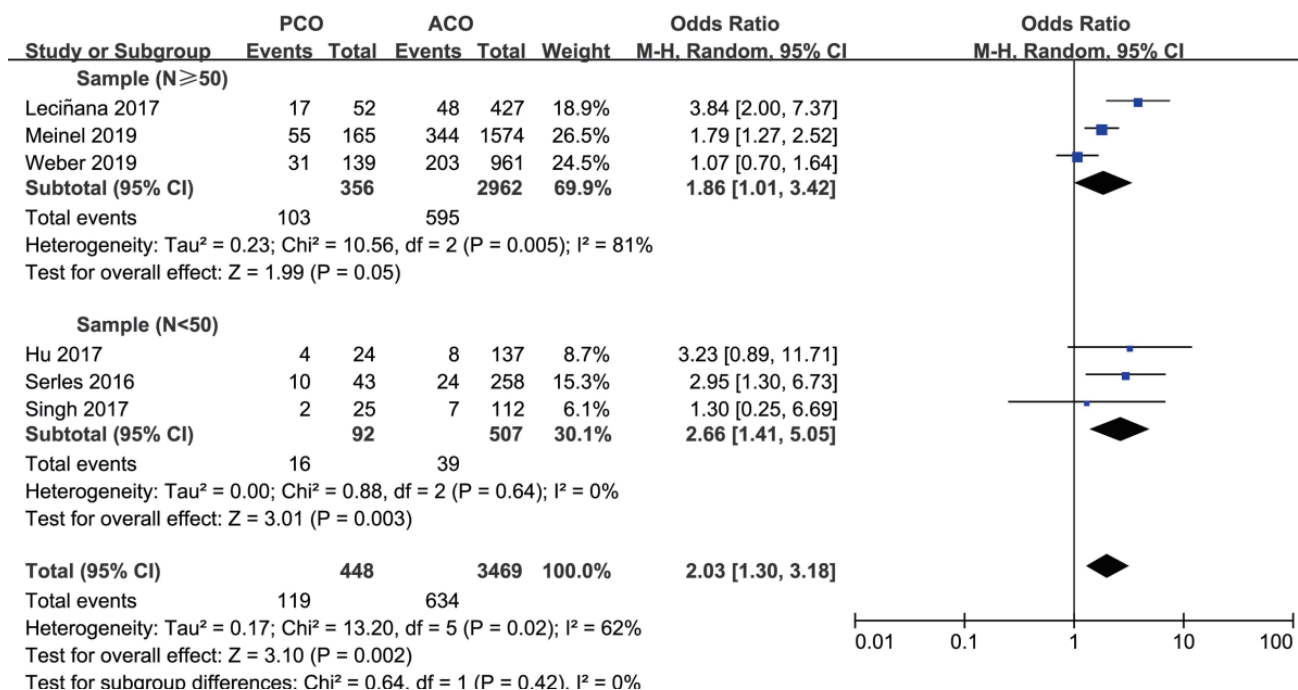 PCO ACO Odds Ratio Odds Ratio
Study or Subgroup Events Total Events Total Weight M-H, Random, 95% CI M-H, Random, 95% CI
Sample (N≥50)
Leciñana 2017 17 52 48 427 18.9% 3.84 [2.00, 7.37]
Meinel 2019 55 165 344 1574 26.5% 1.79 [1.27, 2.52]
Weber 2019 31 139 203 961 24.5% 1.07 [0.70, 1.64]
Subtotal (95% CI) 356 2962 69.9% 1.86 [1.01, 3.42]
Total events 103 595
Heterogeneity: Tau² = 0.23; Chi² = 10.56, df = 2 (P = 0.005); I² = 81%
Test for overall effect: Z = 1.99 (P = 0.05)
Sample (N<50)
Hu 2017 4 24 8 137 8.7% 3.23 [0.89, 11.71]
Serles 2016 10 43 24 258 15.3% 2.95 [1.30, 6.73]
Singh 2017 2 25 7 112 6.1% 1.30 [0.25, 6.69]
Subtotal (95% CI) 92 507 30.1% 2.66 [1.41, 5.05]
Total events 16 39
Heterogeneity: Tau² = 0.00; Chi² = 0.88, df = 2 (P = 0.64); I² = 0%
Test for overall effect: Z = 3.01 (P = 0.003)
Total (95% CI) 448 3469 100.0% 2.03 [1.30, 3.18]
Total events 119 634
Heterogeneity: Tau² = 0.17; Chi² = 13.20, df = 5 (P = 0.02); I² = 62%
Test for overall effect: Z = 3.10 (P = 0.002)
Test for subgroup differences: Chi² = 0.64, df = 1 (P = 0.42), I² = 0%
0.01 0.1 1 10 100